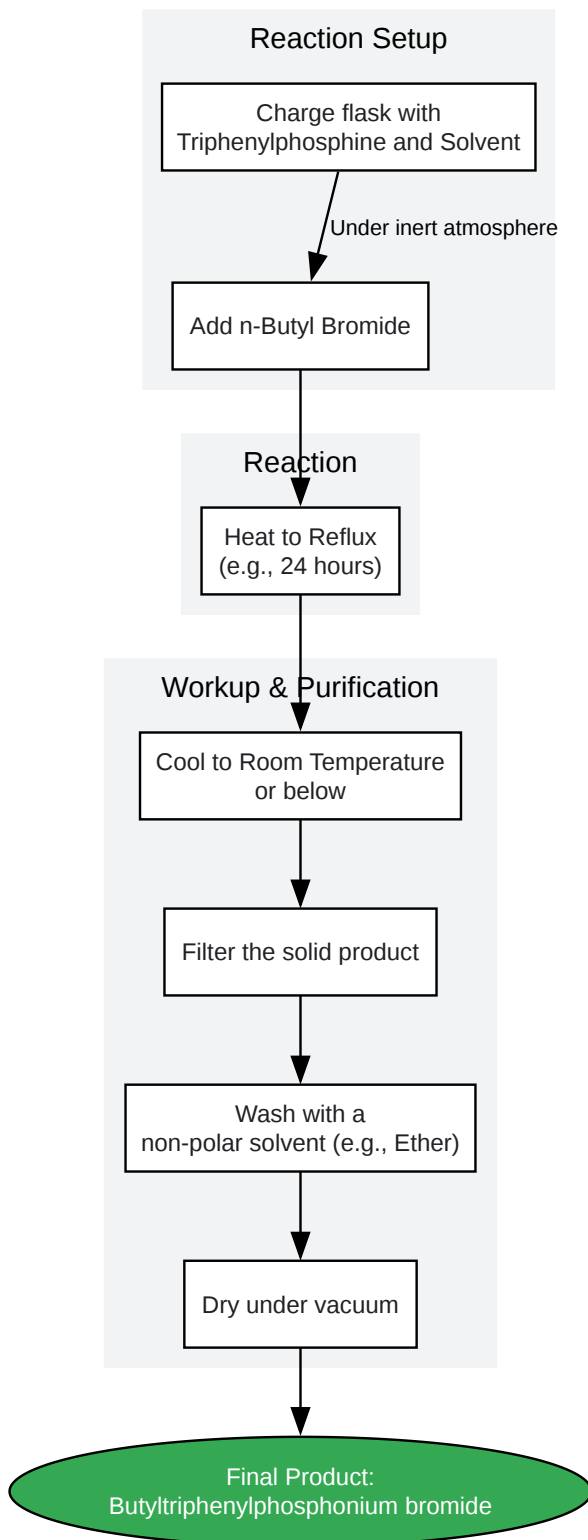 Reaction Setup
Charge flask with
Triphenylphosphine and Solvent
Under inert atmosphere
Add n-Butyl Bromide
Reaction
Heat to Reflux
(e.g., 24 hours)
Workup & Purification
Cool to Room Temperature
or below
Filter the solid product
Wash with a
non-polar solvent (e.g., Ether)
Dry under vacuum
Final Product:
Butyltriphenylphosphonium bromide